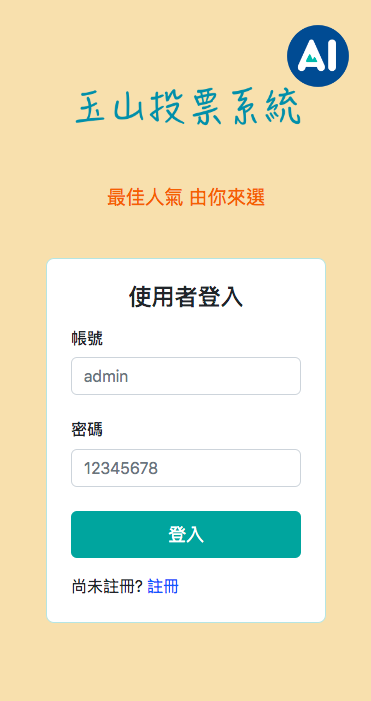 AI
玉山投票系統
最佳人氣 由你來選
使用者登入
帳號
admin
密碼
12345678
登入
尚未註冊? 註冊